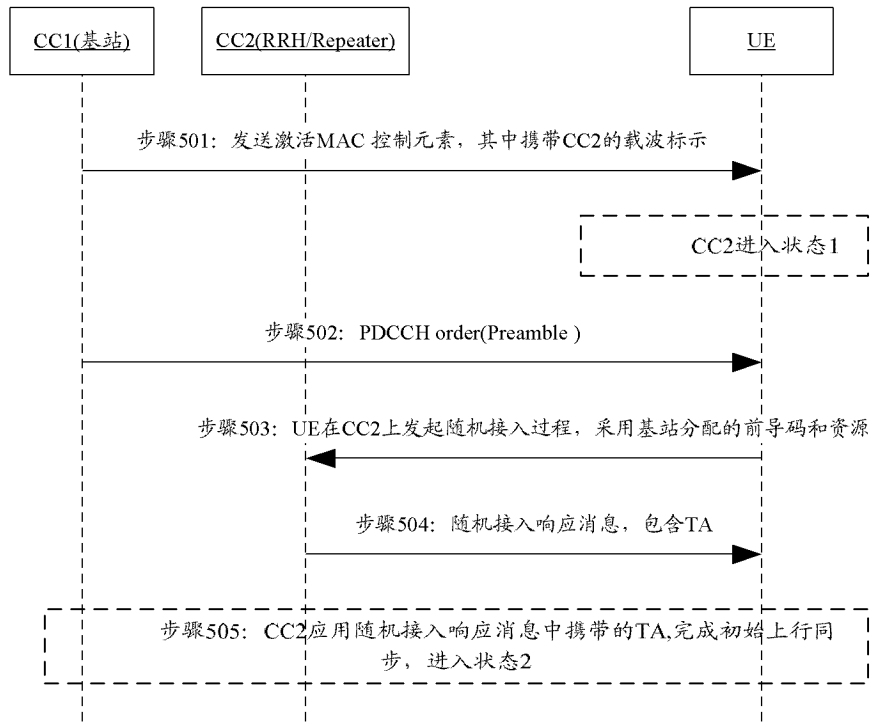 CC1(基站)
CC2(RRH/Repeater)
UE
步骤501：发送激活MAC 控制元素，其中携带CC2的载波标示
CC2进入状态1
步骤502：PDCCH order(Preamble )
步骤503：UE在CC2上发起随机接入过程，采用基站分配的前导码和资源
步骤504：随机接入响应消息，包含TA
步骤505：CC2应用随机接入响应消息中携带的TA,完成初始上行同
步，进入状态2